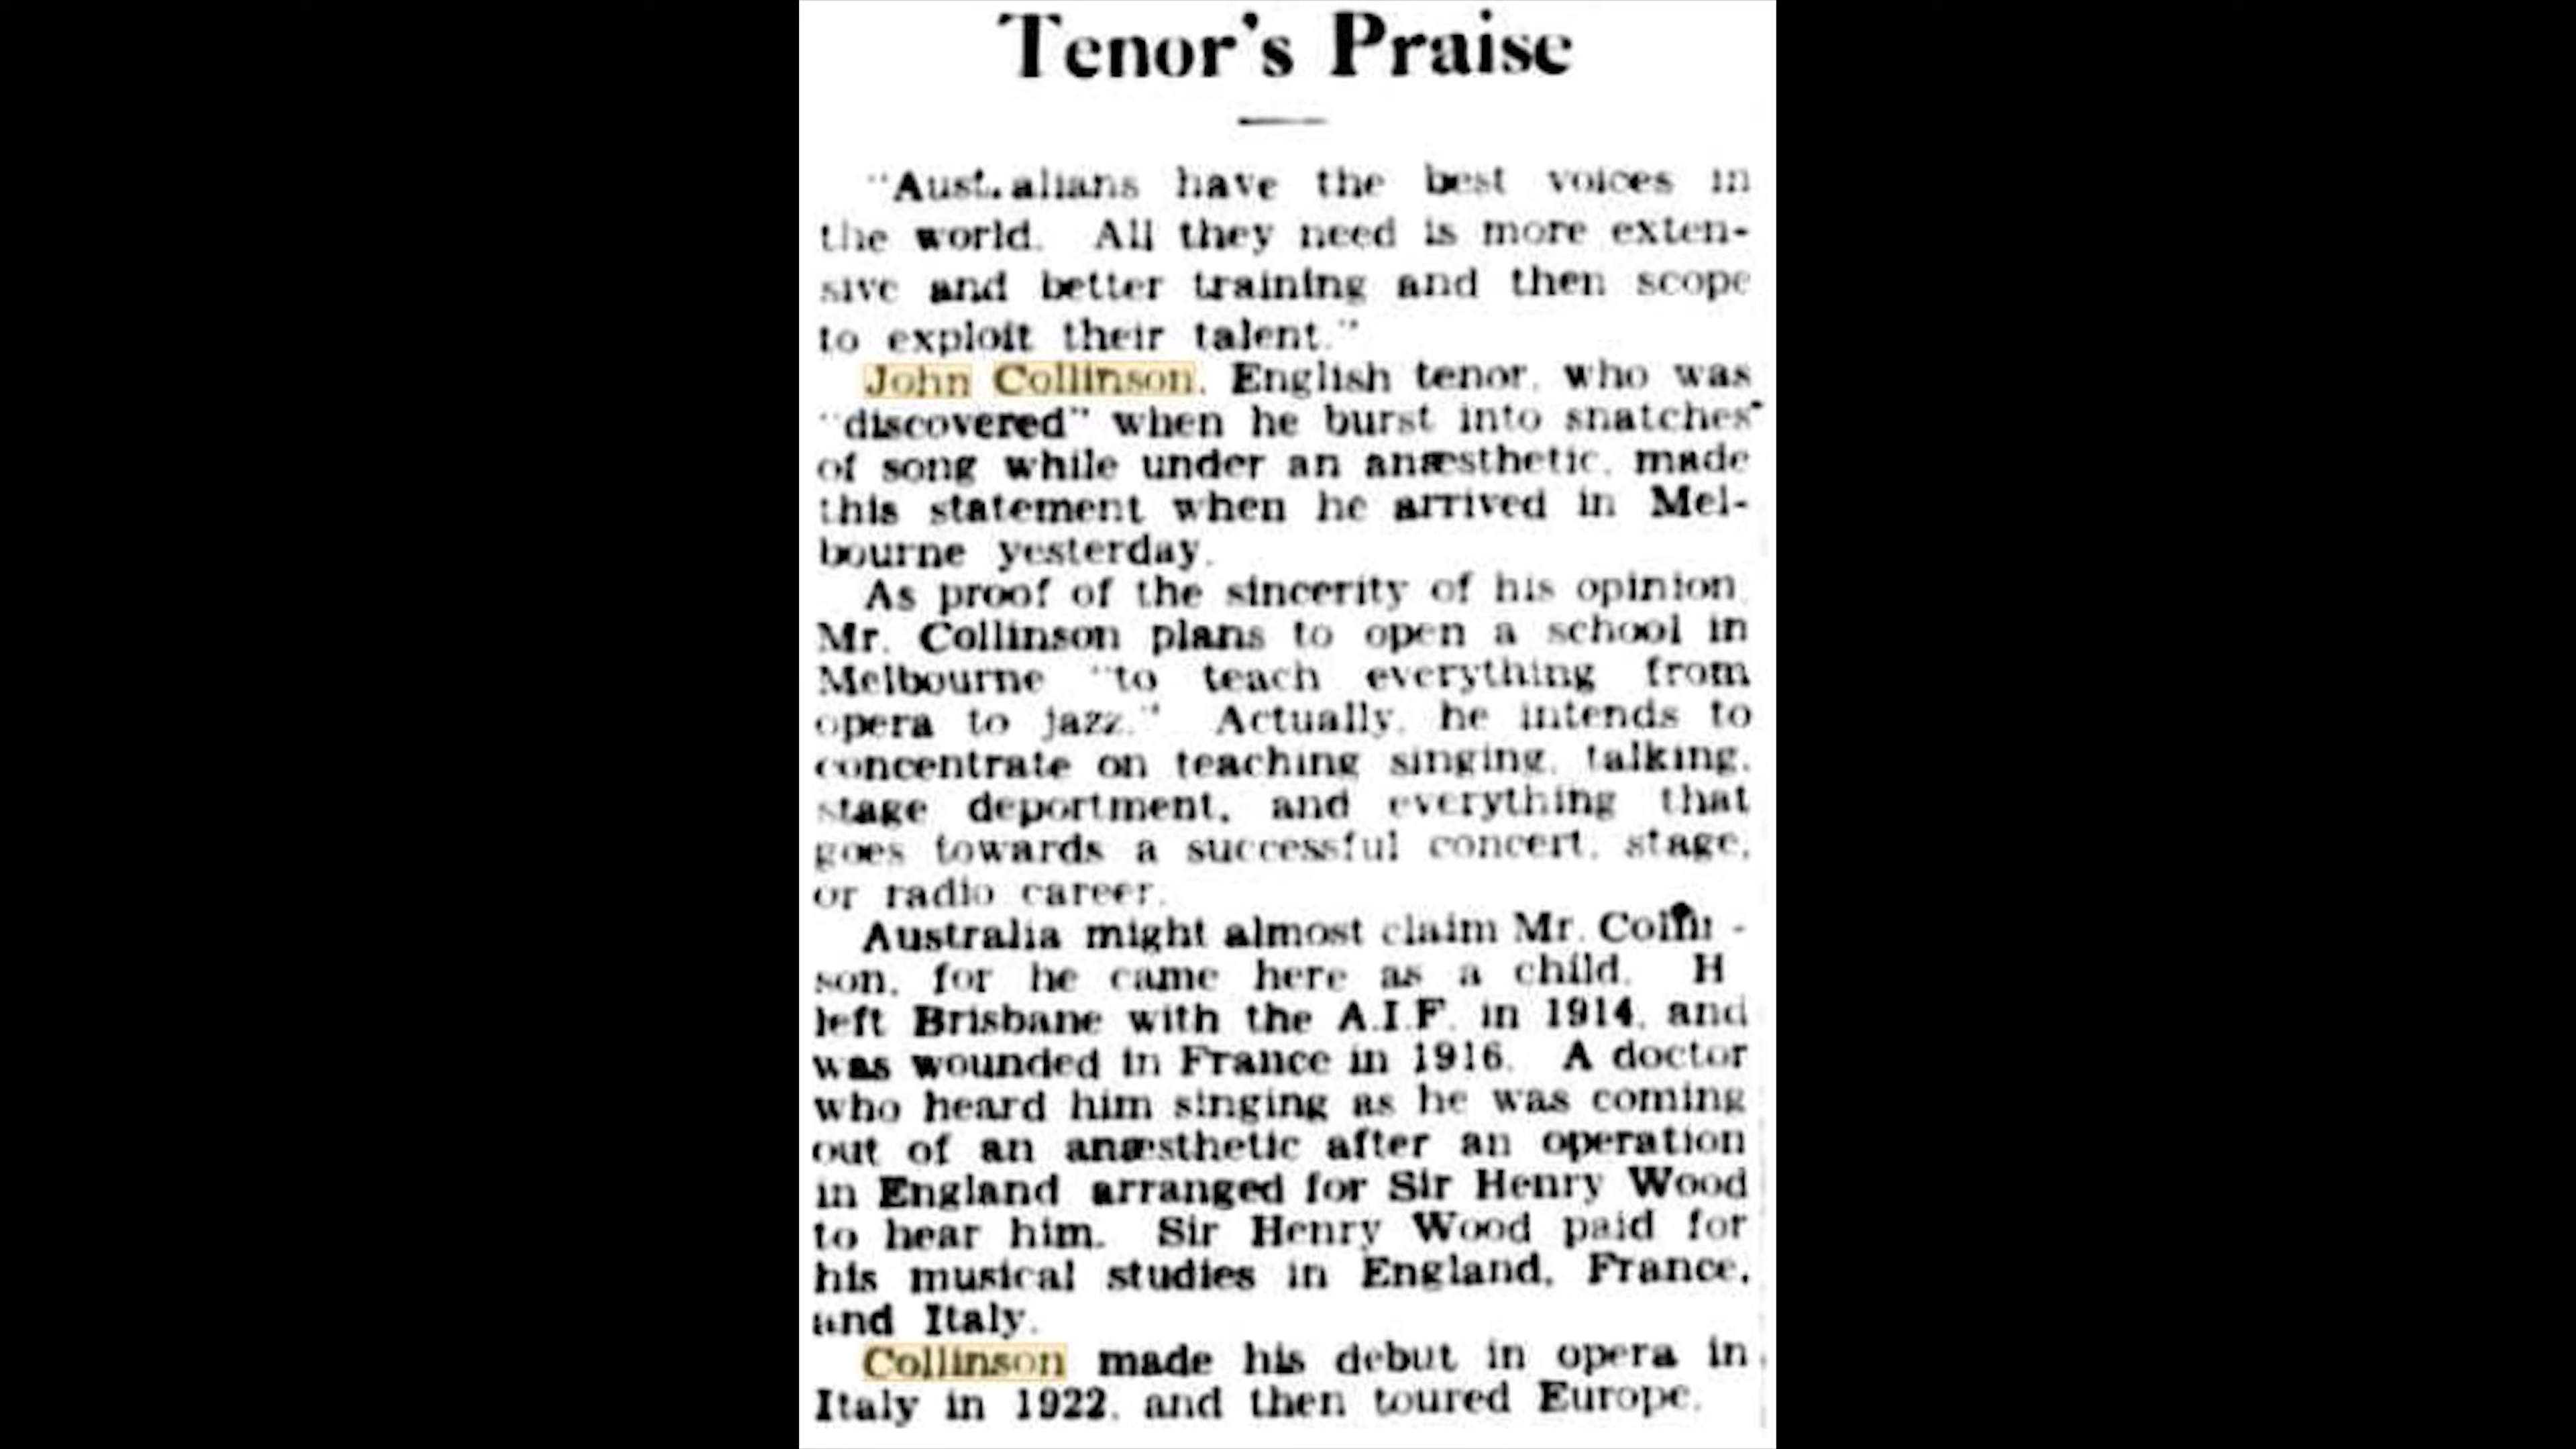 Tenor's Praise
"Aust.alians have the best voices in
the world. All they need is more exten-
sive and better training and then scope
to exploit their talent."
John Collinson, English tenor, who was
"discovered" when he burst into snatches
of song while under an anæsthetic, made
this statement when he arrived in Mel-
bourne yesterday.
As proof of the sincerity of his opinion
Mr. Collinson plans to open a school in
Melbourne "to teach everything from
opera to jazz." Actually, he intends to
concentrate on teaching singing, talking,
stage deportment, and everything that
goes towards a successful concert, stage,
or radio career.
Australia might almost claim Mr. Collin-
son, for he came here as a child. H
left Brisbane with the A.I.F. in 1914, and
was wounded in France in 1916. A doctor
who heard him singing as he was coming
out of an anæsthetic after an operation
in England arranged for Sir Henry Wood
to hear him. Sir Henry Wood paid for
his musical studies in England, France,
and Italy.
Collinson made his debut in opera in
Italy in 1922, and then toured Europe.